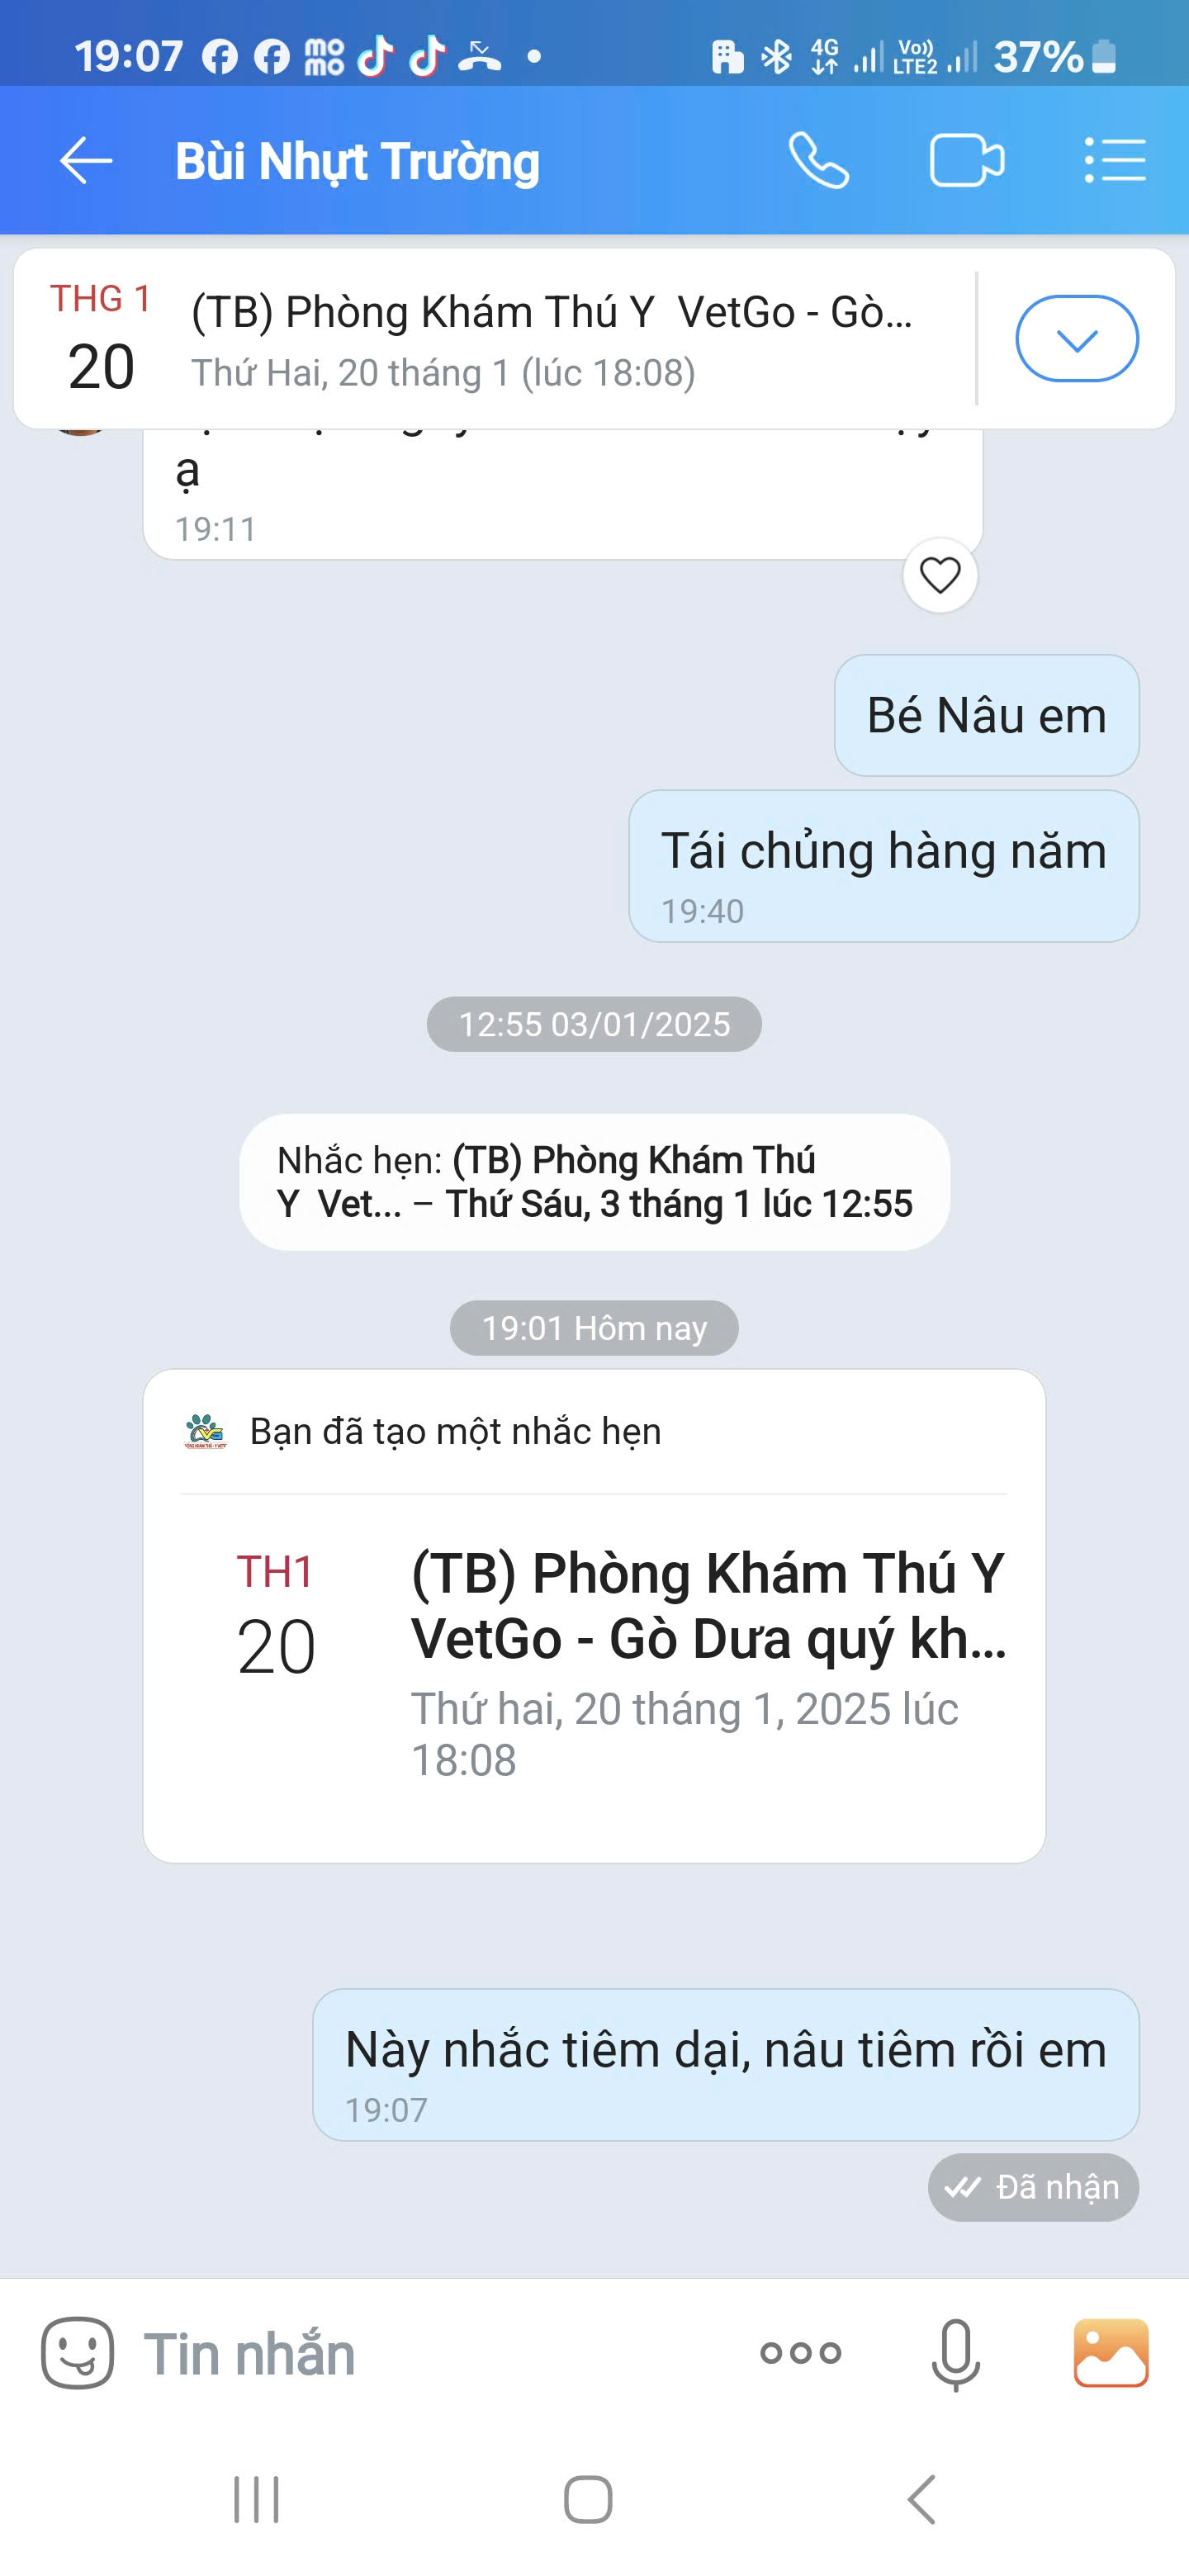 19:07
4G
Vo))
LTE2
37%
Bùi Nhựt Trường
THG 1
20
(TB) Phòng Khám Thú Y VetGo - Gò...
Thứ Hai, 20 tháng 1 (lúc 18:08)
ạ
19:11
Bé Nâu em
Tái chủng hàng năm
19:40
12:55 03/01/2025
Nhắc hẹn: (TB) Phòng Khám Thú
Y Vet... – Thứ Sáu, 3 tháng 1 lúc 12:55
19:01 Hôm nay
Bạn đã tạo một nhắc hẹn
TH1
20
(TB) Phòng Khám Thú Y
VetGo - Gò Dưa quý kh...
Thứ hai, 20 tháng 1, 2025 lúc
18:08
Này nhắc tiêm dại, nâu tiêm rồi em
19:07
Đã nhận
Tin nhắn